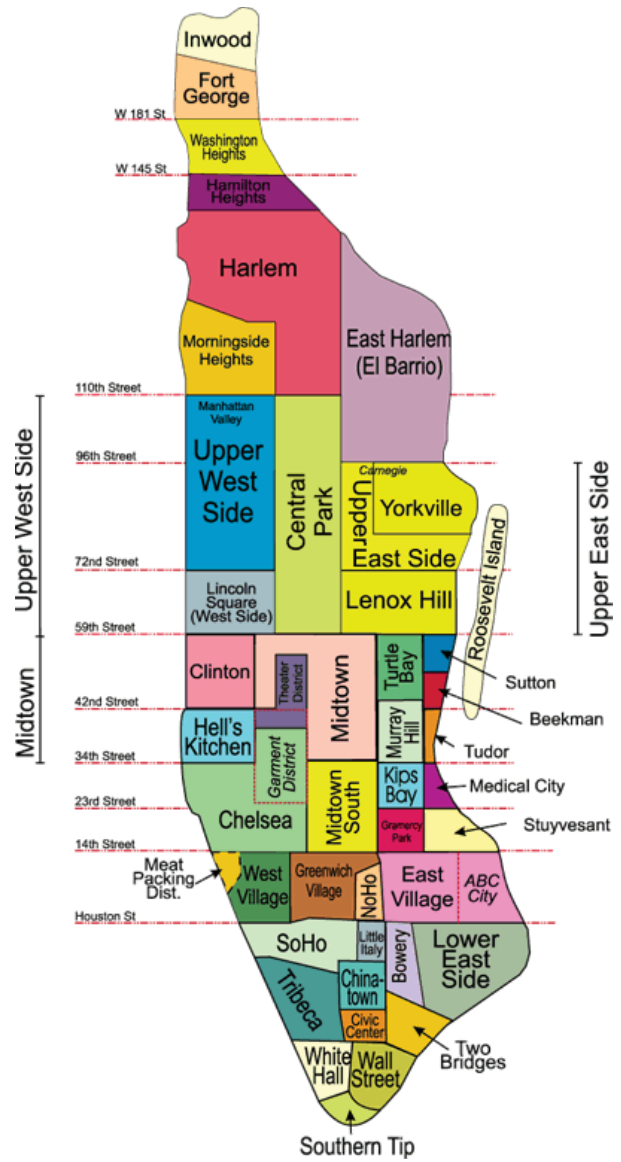 Inwood
Fort
George
W 181 St
Washington
Heights
W 145 St
Hamilton
Heights
Harlem
East Harlem
(El Barrio)
Morningside
Heights
110th Street
Manhattan
Valley
Upper
West
Side
Central
Park
96th Street
Carnegie
Upper
East Side
Yorkville
Upper West Side
Upper East Side
Roosevelt Island
72nd Street
Lincoln
Square
(West Side)
Lenox Hill
59th Street
Clinton
Theater
District
Midtown
Turtle
Bay
Sutton
Midtown
42nd Street
Beekman
Hell's
Kitchen
Murray
Hill
Tudor
Garment
District
34th Street
Kips
Bay
Medical City
23rd Street
Chelsea
Midtown
South
Gramercy
Park
Stuyvesant
14th Street
Meat
Packing
Dist.
West
Village
Greenwich
Village
NoHo
East
Village
ABC
City
Houston St
SoHo
Little
Italy
Bowery
Lower
East
Side
Tribeca
China-
town
Civic
Center
Two
Bridges
White
Hall
Wall
Street
Southern Tip